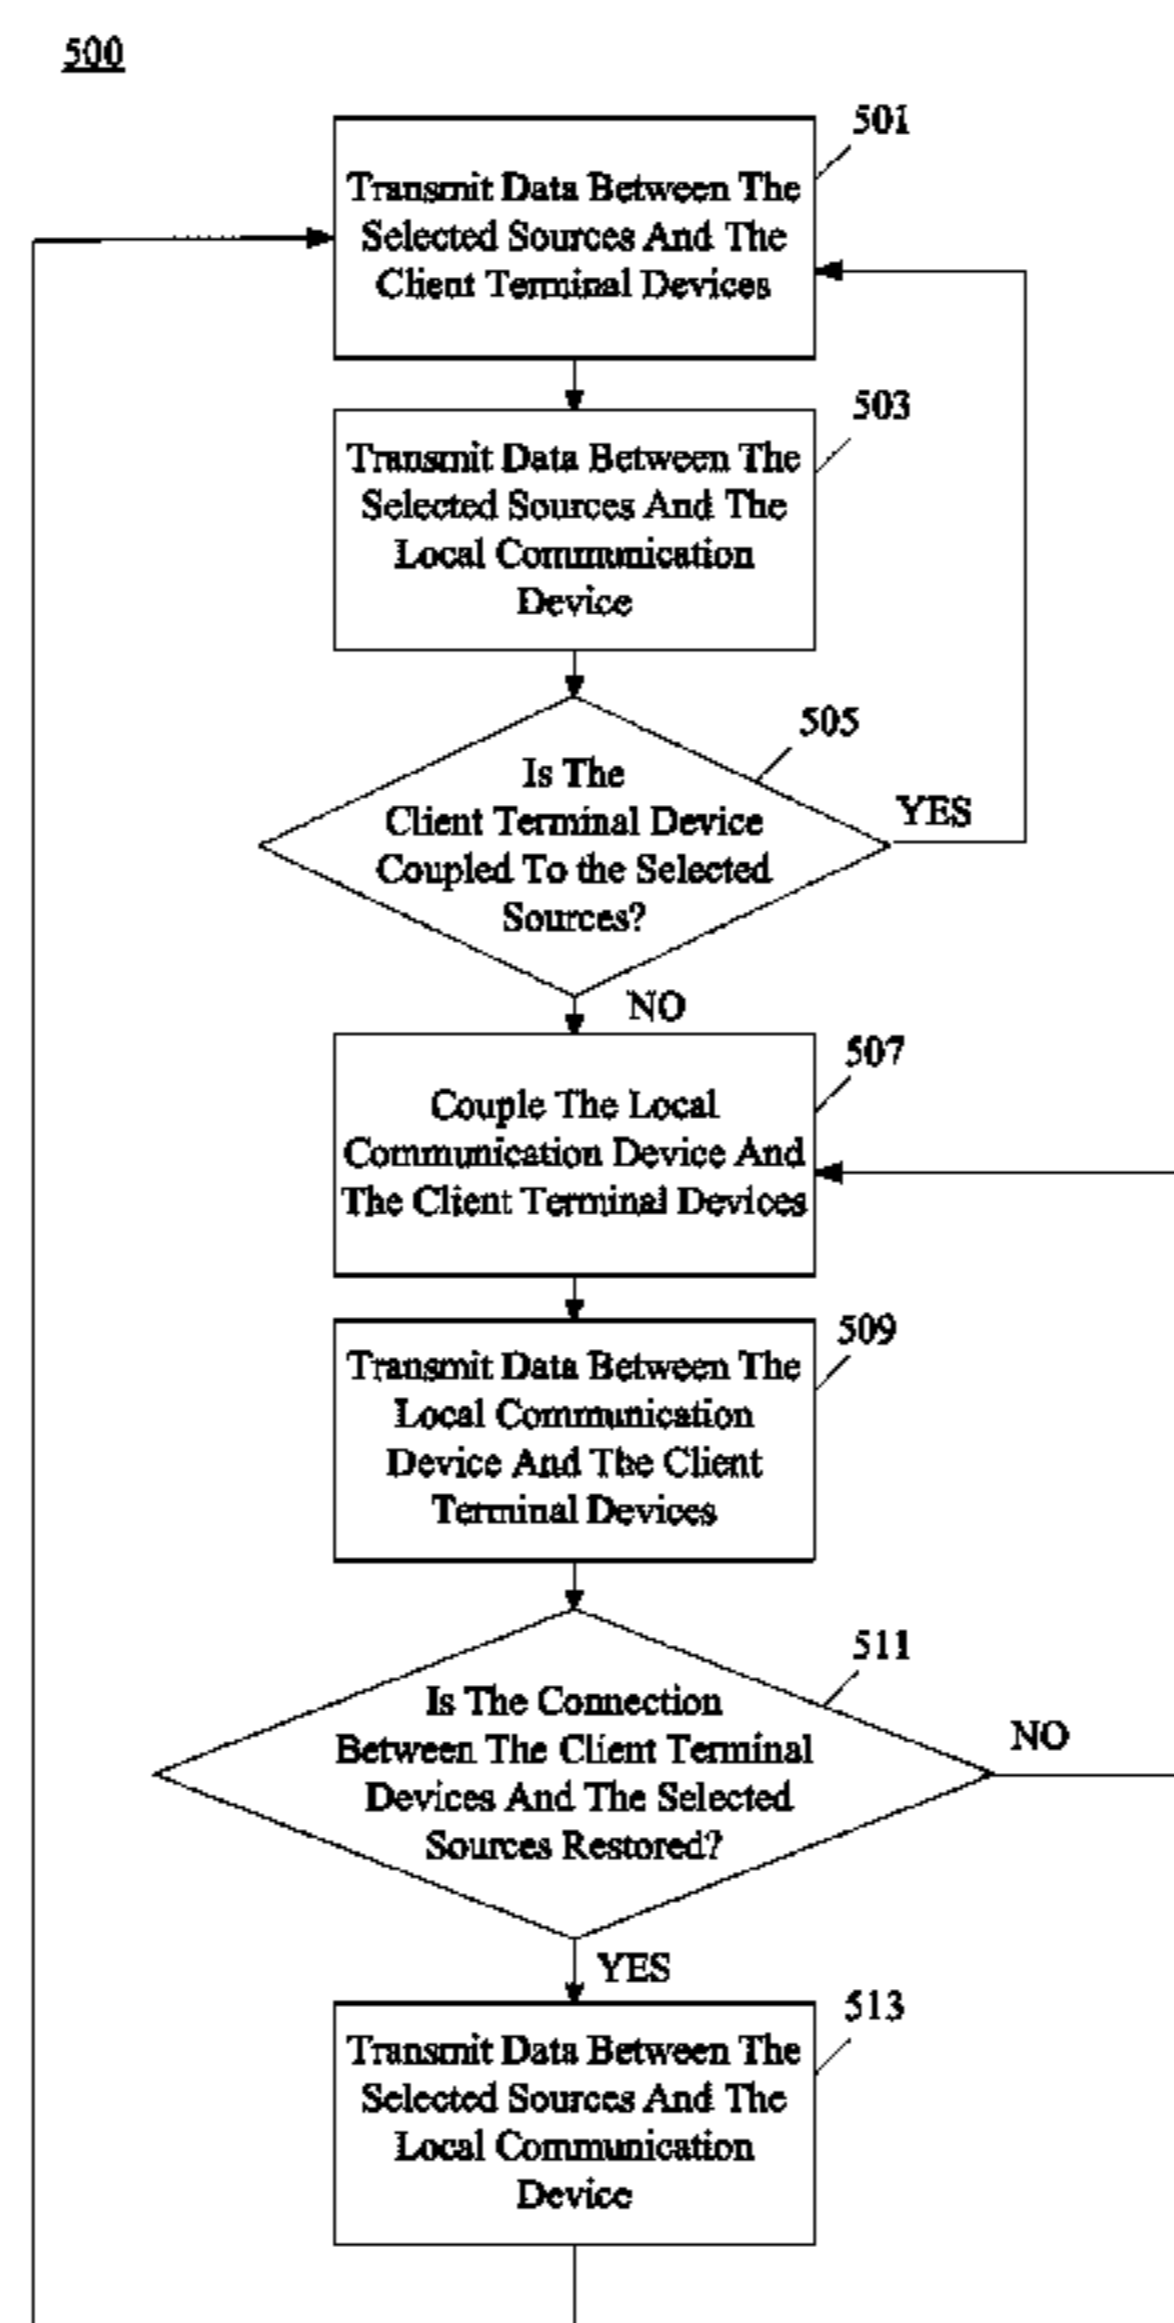 500
501
Transmit Data Between The
Selected Sources And The
Client Terminal Devices
503
Transmit Data Between The
Selected Sources And The
Local Communication
Device
505
Is The
Client Terminal Device
Coupled To the Selected
Sources?
YES
NO
507
Couple The Local
Communication Device And
The Client Terminal Devices
509
Transmit Data Between The
Local Communication
Device And The Client
Terminal Devices
511
Is The Connection
Between The Client Terminal
Devices And The Selected
Sources Restored?
NO
YES
513
Transmit Data Between The
Selected Sources And The
Local Communication
Device